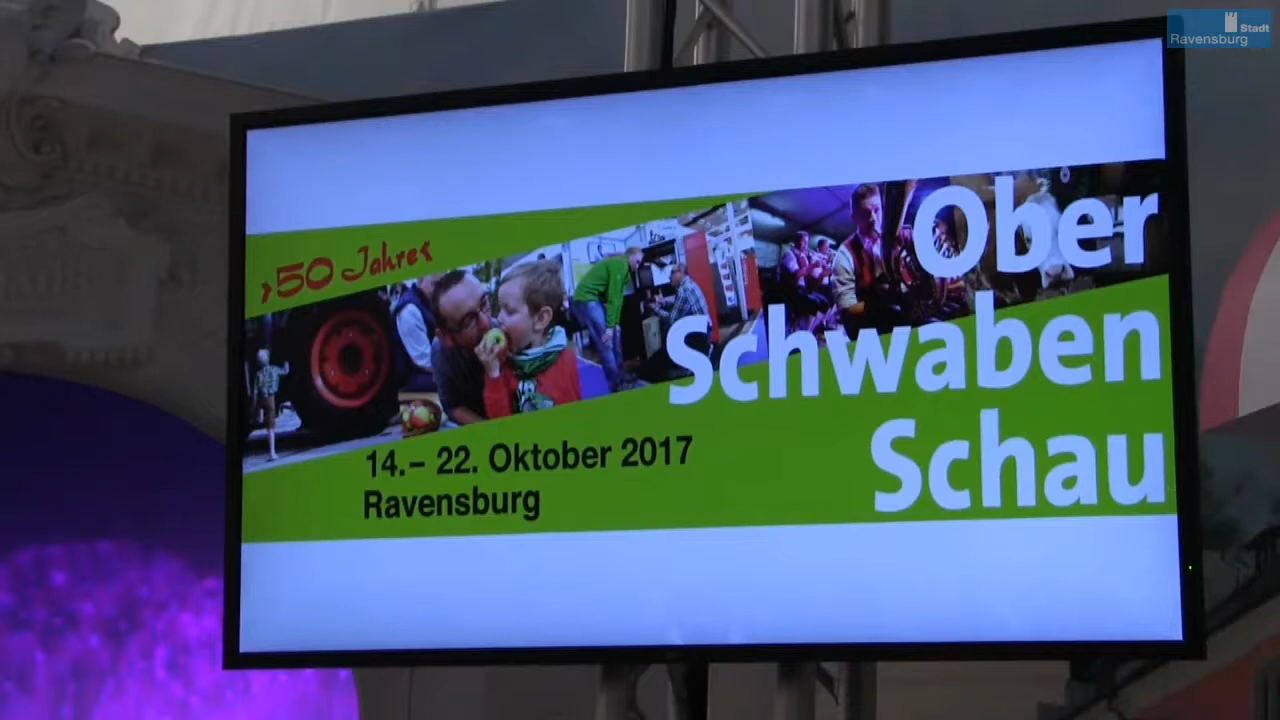 Stadt
Ravensburg
›50 Jahre‹
Ober
Schwaben
Schau
14.– 22. Oktober 2017
Ravensburg